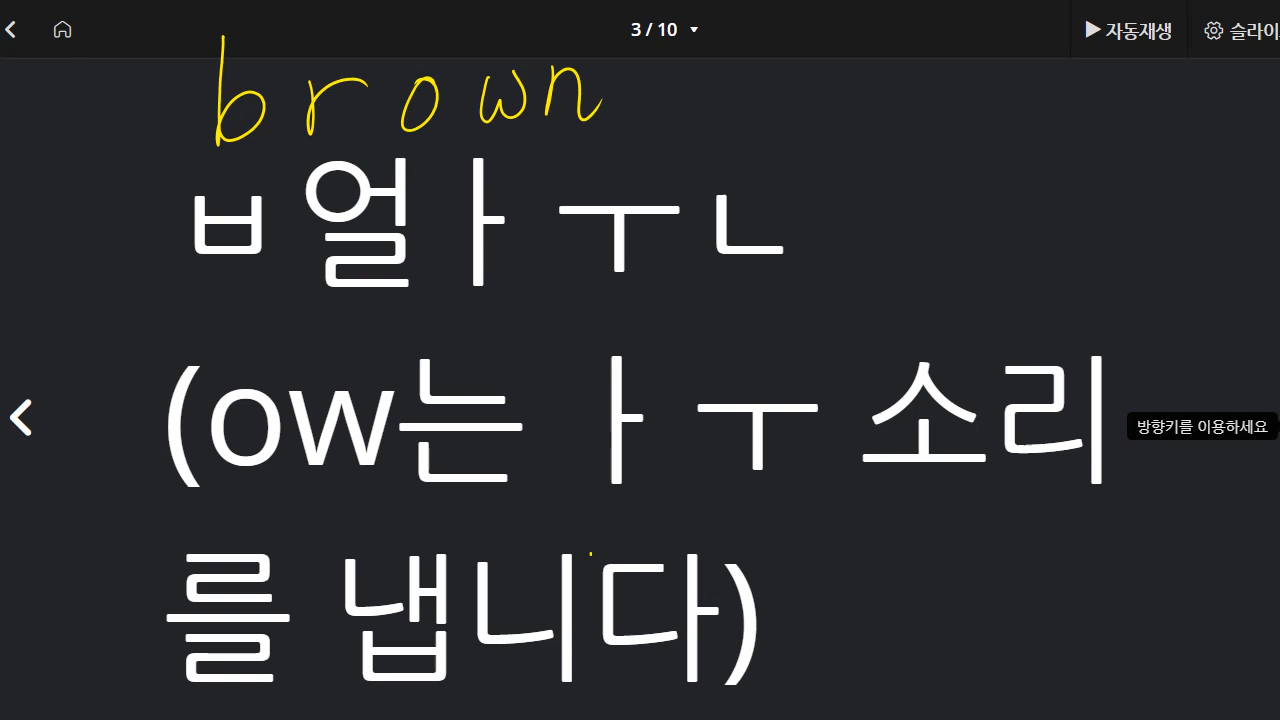 3 / 10
▶ 자동재생
슬라이
brown
ㅂ얼ㅏㅜㄴ
(ow는 ㅏㅜ 소리
를 냅니다)
방향키를 이용하세요